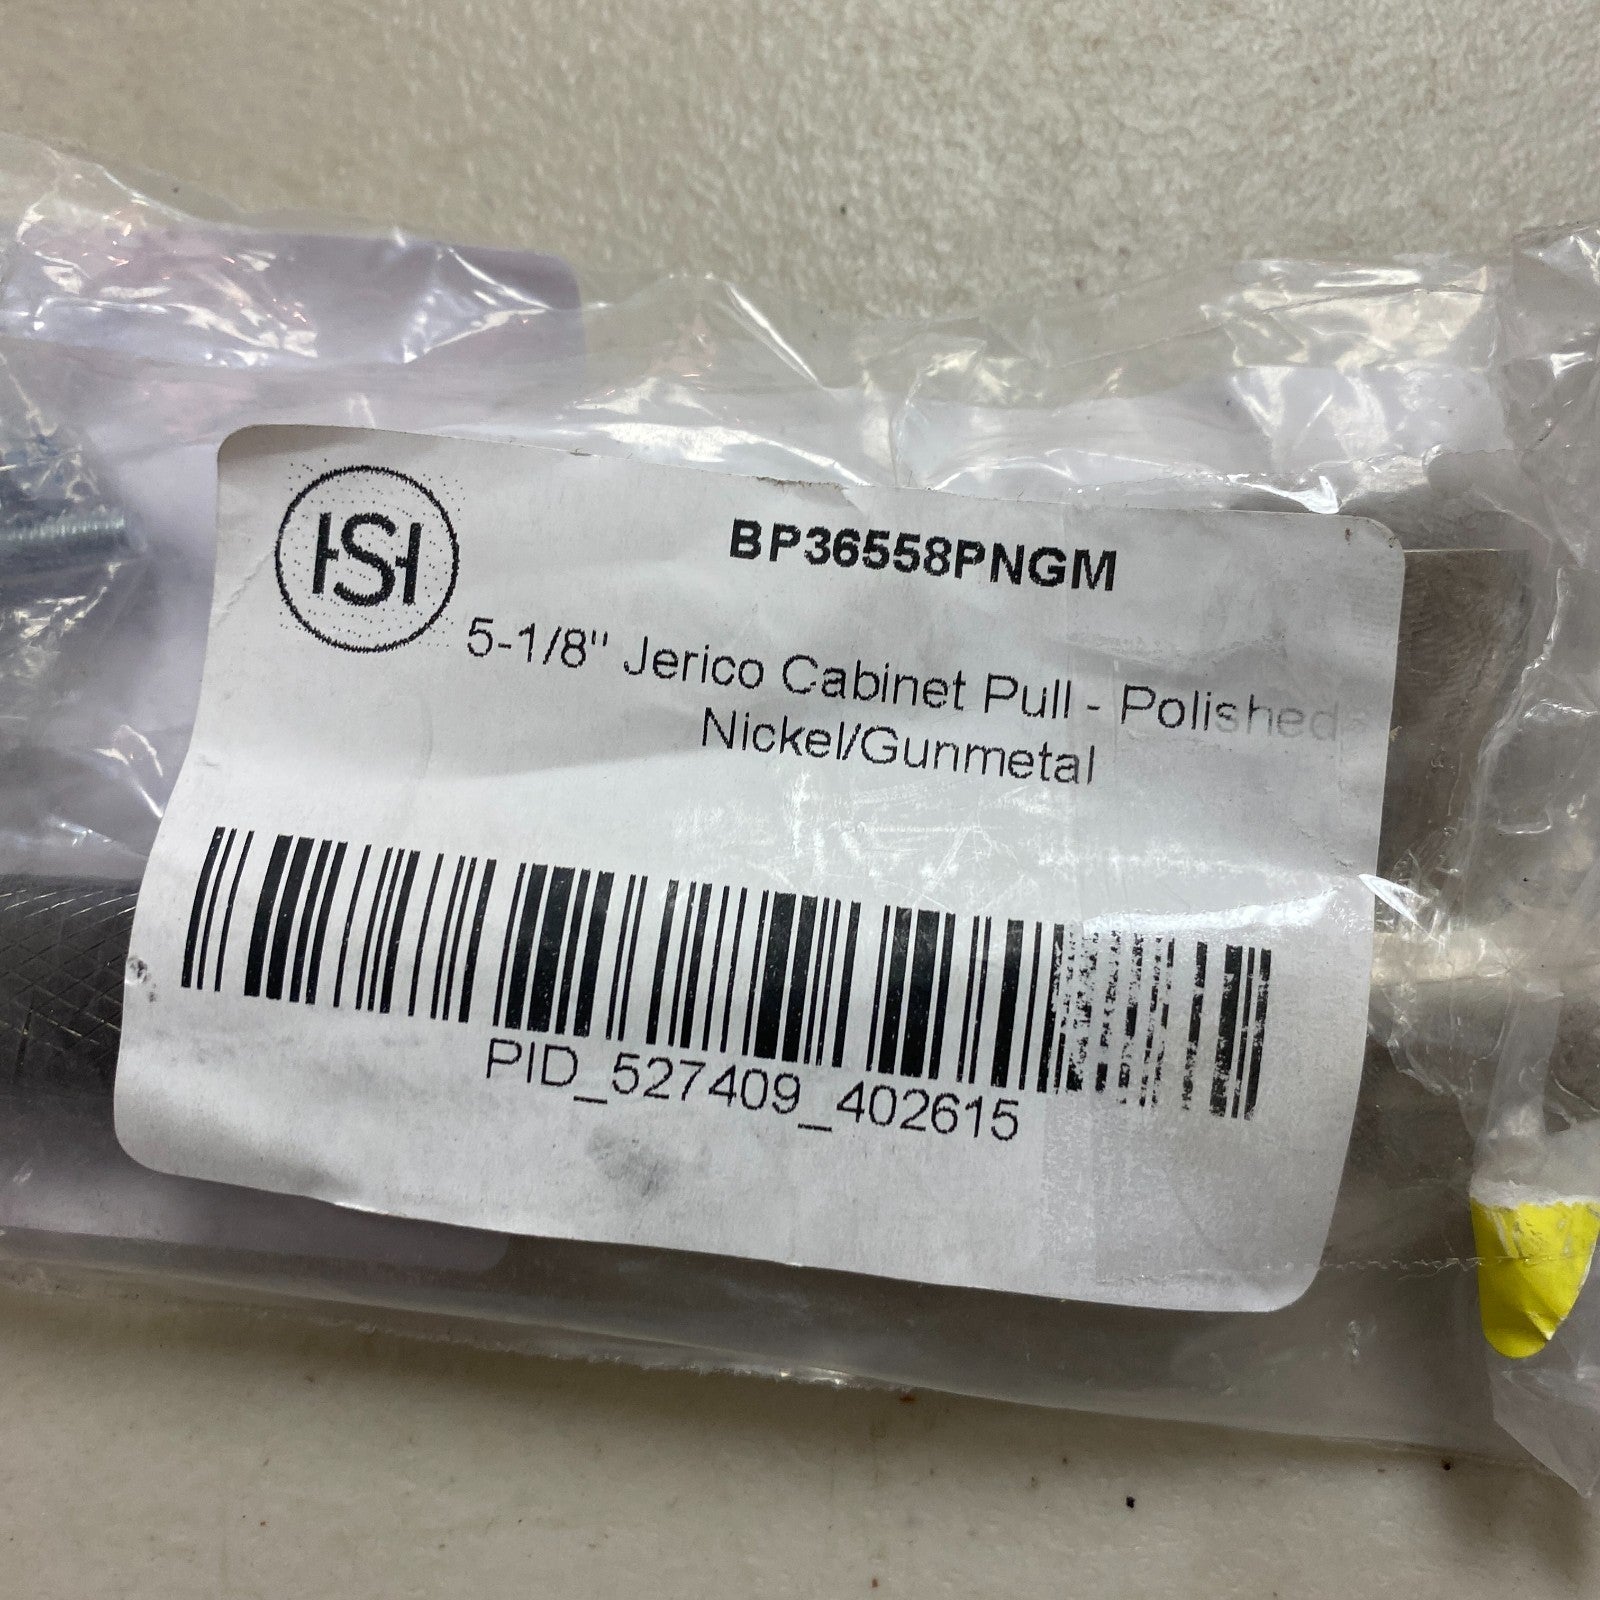 HSH
BP36558PNGM
5-1/8" Jerico Cabinet Pull - Polished
Nickel/Gunmetal
PID_527409_402615